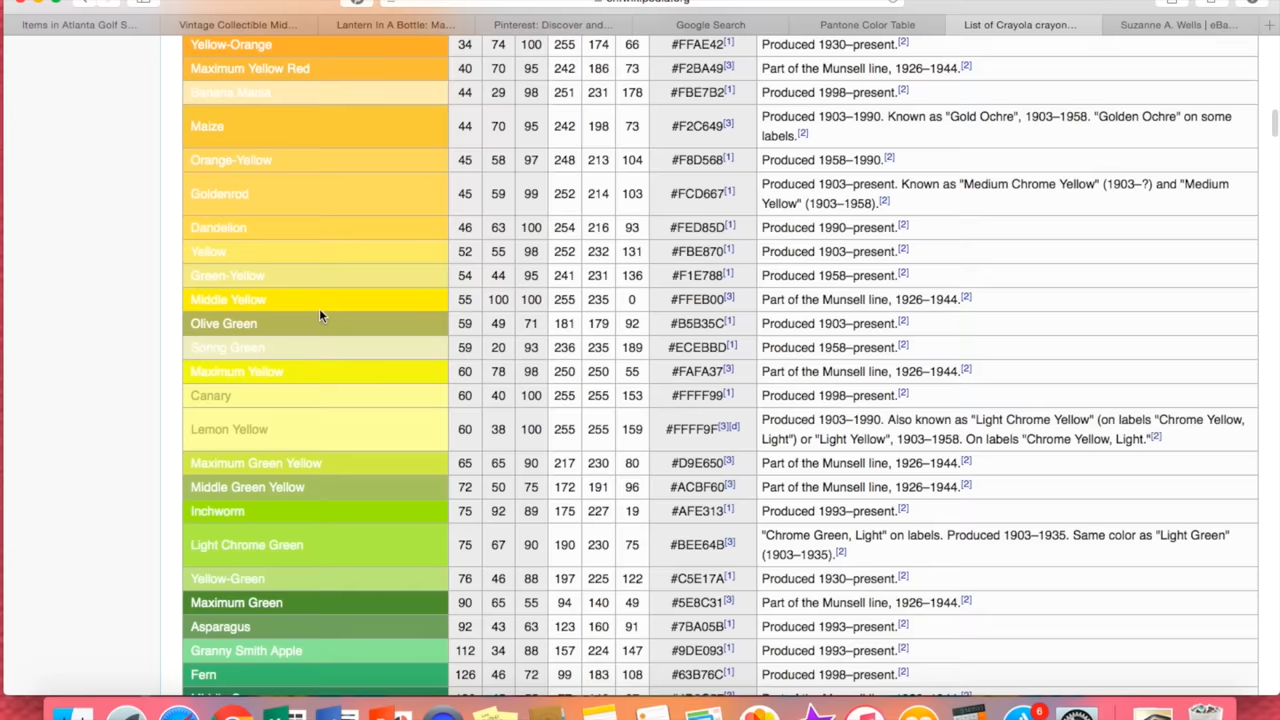 Items in Atlanta Golf S... Vintage Collectible Mid... Lantern In A Bottle: Ma... Pinterest: Discover and... Google Search Pantone Color Table List of Crayola crayon... Suzanne A. Wells | eBa...
Yellow-Orange 34 74 100 255 174 66 #FFAE42[1] Produced 1930–present.[2]
Maximum Yellow Red 40 70 95 242 186 73 #F2BA49[3] Part of the Munsell line, 1926–1944.[2]
Banana Mania 44 29 98 251 231 178 #FBE7B2[1] Produced 1998–present.[2]
Maize 44 70 95 242 198 73 #F2C649[3] Produced 1903–1990. Known as "Gold Ochre", 1903–1958. "Golden Ochre" on some
labels.[2]
Orange-Yellow 45 58 97 248 213 104 #F8D568[1] Produced 1958–1990.[2]
Goldenrod 45 59 99 252 214 103 #FCD667[1] Produced 1903–present. Known as "Medium Chrome Yellow" (1903–?) and "Medium
Yellow" (1903–1958).[2]
Dandelion 46 63 100 254 216 93 #FED85D[1] Produced 1990–present.[2]
Yellow 52 55 98 252 232 131 #FBE870[1] Produced 1903–present.[2]
Green-Yellow 54 44 95 241 231 136 #F1E788[1] Produced 1958–present.[2]
Middle Yellow 55 100 100 255 235 0 #FFEB00[3] Part of the Munsell line, 1926–1944.[2]
Olive Green 59 49 71 181 179 92 #B5B35C[1] Produced 1903–present.[2]
Spring Green 59 20 93 236 235 189 #ECEBBD[1] Produced 1958–present.[2]
Maximum Yellow 60 78 98 250 250 55 #FAFA37[3] Part of the Munsell line, 1926–1944.[2]
Canary 60 40 100 255 255 153 #FFFF99[1] Produced 1998–present.[2]
Lemon Yellow 60 38 100 255 255 159 #FFFF9F[3][d] Produced 1903–1990. Also known as "Light Chrome Yellow" (on labels "Chrome Yellow,
Light") or "Light Yellow", 1903–1958. On labels "Chrome Yellow, Light."[2]
Maximum Green Yellow 65 65 90 217 230 80 #D9E650[3] Part of the Munsell line, 1926–1944.[2]
Middle Green Yellow 72 50 75 172 191 96 #ACBF60[3] Part of the Munsell line, 1926–1944.[2]
Inchworm 75 92 89 175 227 19 #AFE313[1] Produced 1993–present.[2]
Light Chrome Green 75 67 90 190 230 75 #BEE64B[3] "Chrome Green, Light" on labels. Produced 1903–1935. Same color as "Light Green"
(1903–1935).[2]
Yellow-Green 76 46 88 197 225 122 #C5E17A[1] Produced 1930–present.[2]
Maximum Green 90 65 55 94 140 49 #5E8C31[3] Part of the Munsell line, 1926–1944.[2]
Asparagus 92 43 63 123 160 91 #7BA05B[1] Produced 1993–present.[2]
Granny Smith Apple 112 34 88 157 224 147 #9DE093[1] Produced 1993–present.[2]
Fern 126 46 72 99 183 108 #63B76C[1] Produced 1998–present.[2]
6